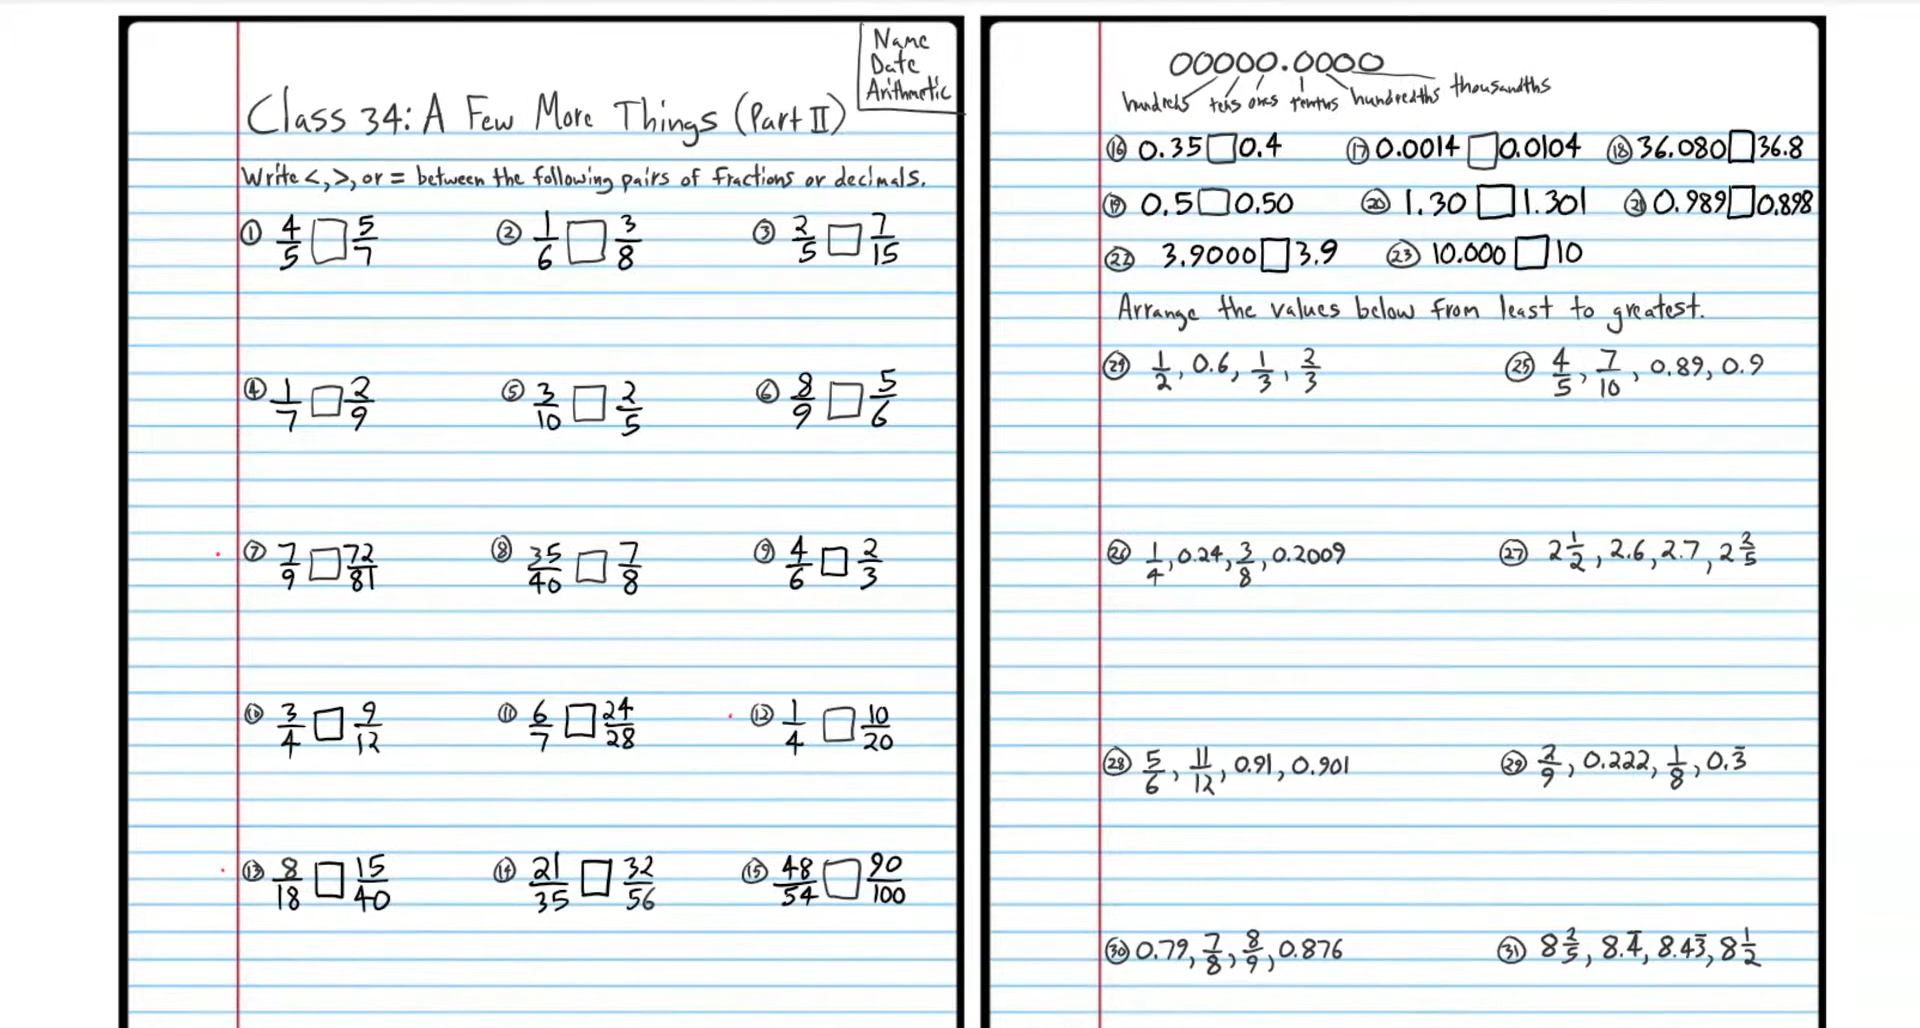 Name
Date
Arithmetic
Class 34: A Few More Things (Part II)
Write <, >, or = between the following pairs of fractions or decimals.
① 4/5 □ 5/7 ② 1/6 □ 3/8 ③ 2/5 □ 7/15
④ 1/7 □ 2/9 ⑤ 3/10 □ 2/5 ⑥ 8/9 □ 5/6
⑦ 7/9 □ 72/81 ⑧ 35/40 □ 7/8 ⑨ 4/6 □ 2/3
⑩ 3/4 □ 9/12 ⑪ 6/7 □ 24/28 ⑫ 1/4 □ 10/20
⑬ 8/18 □ 15/40 ⑭ 21/35 □ 32/56 ⑮ 48/54 □ 90/100
00000.0000
hundreds tens ones tenths hundredths thousandths
⑯ 0.35 □ 0.4 ⑰ 0.0014 □ 0.0104 ⑱ 36.080 □ 36.8
⑲ 0.5 □ 0.50 ⑳ 1.30 □ 1.301 ㉑ 0.989 □ 0.898
㉒ 3.9000 □ 3.9 ㉓ 10.000 □ 10
Arrange the values below from least to greatest.
㉔ 1/2, 0.6, 1/3, 2/3 ㉕ 4/5, 7/10, 0.89, 0.9
㉖ 1/4, 0.24, 3/8, 0.2009 ㉗ 2 1/2, 2.6, 2.7, 2 2/5
㉘ 5/6, 11/12, 0.91, 0.901 ㉙ 2/9, 0.222, 1/8, 0.3̅
㉚ 0.79, 7/8, 8/9, 0.876 ㉛ 8 2/5, 8.4̅, 8.43̅, 8 1/2